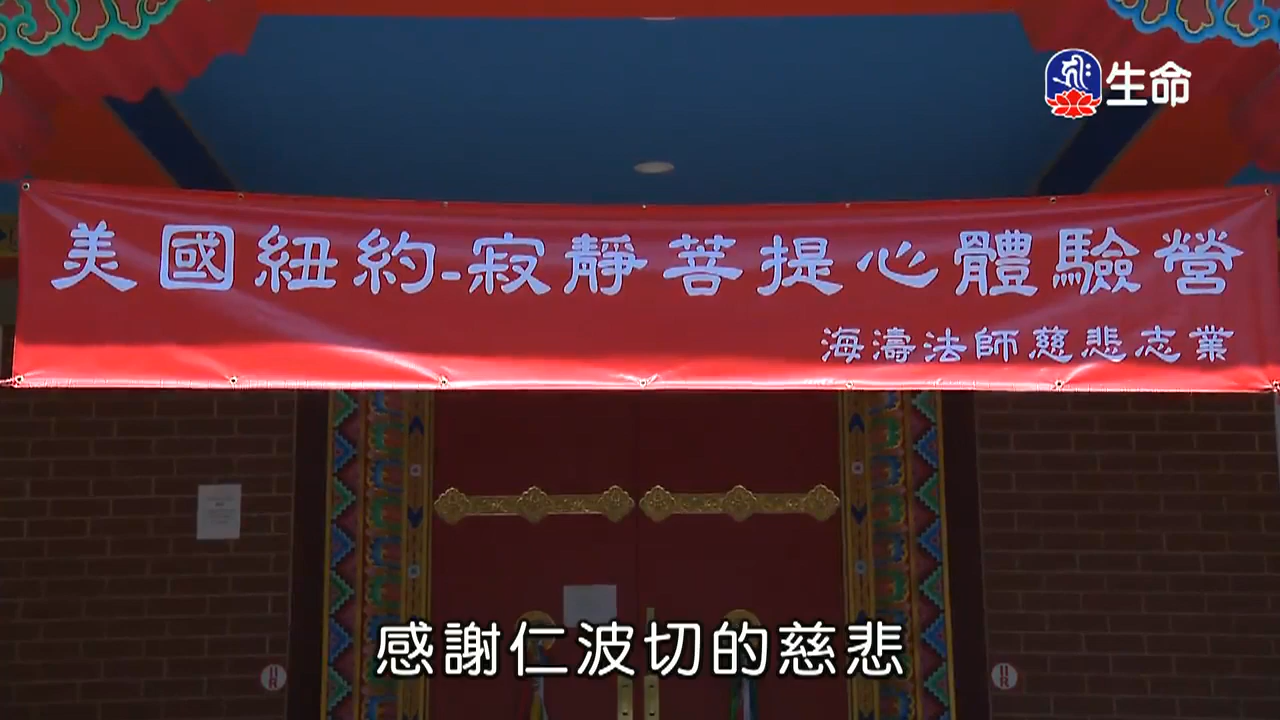 生命
美國紐約-寂靜菩提心體驗營
海濤法師慈悲志業
感謝仁波切的慈悲